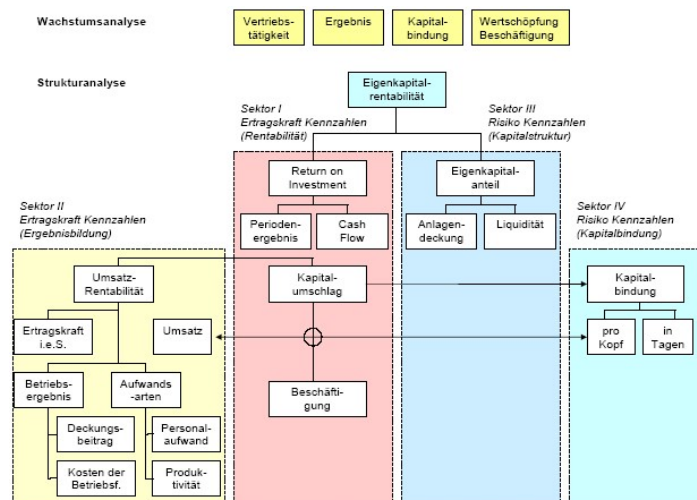 Wachstumsanalyse
Vertriebs-
tätigkeit
Ergebnis
Kapital-
bindung
Wertschöpfung
Beschäftigung
Strukturanalyse
Eigenkapital-
rentabilität
Sektor I
Ertragskraft Kennzahlen
(Rentabilität)
Sektor III
Risiko Kennzahlen
(Kapitalstruktur)
Return on
Investment
Eigenkapital-
anteil
Perioden-
ergebnis
Cash
Flow
Anlagen-
deckung
Liquidität
Sektor II
Ertragskraft Kennzahlen
(Ergebnisbildung)
Sektor IV
Risiko Kennzahlen
(Kapitalbindung)
Umsatz-
Rentabilität
Kapital-
umschlag
Kapital-
bindung
Ertragskraft
i.e.S.
Umsatz
pro
Kopf
in
Tagen
Betriebs-
ergebnis
Aufwands
-arten
Beschäfti-
gung
Deckungs-
beitrag
Personal-
aufwand
Kosten der
Betriebsf.
Produk-
tivität